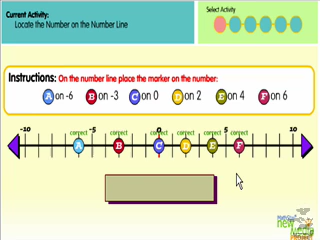 Current Activity:
Locate the Number on the Number Line
Select Activity
Instructions: On the number line place the marker on the number:
A on -6 B on -3 C on 0 D on 2 E on 4 F on 6
-10 -5 0 5 10
correct correct correct correct correct correct
A B C D E F